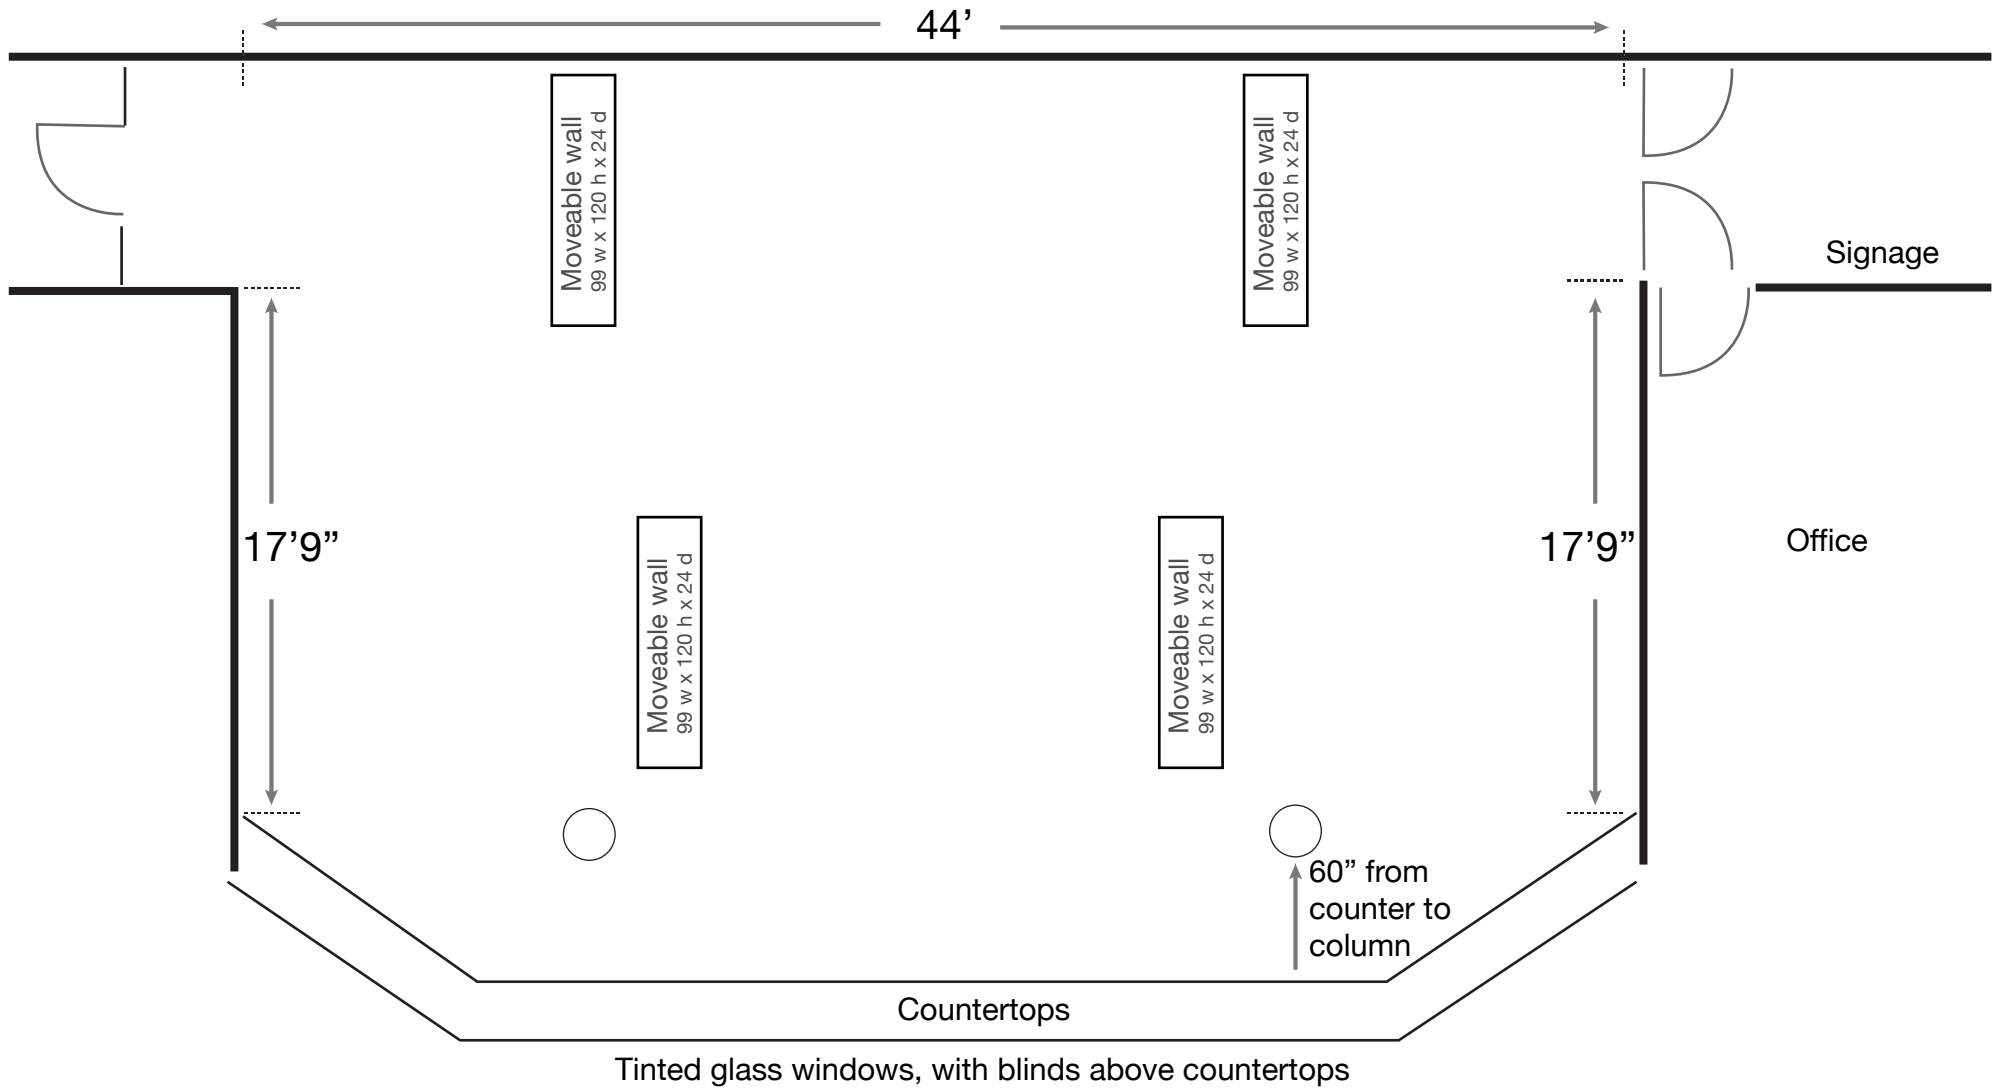 44’
Moveable wall
99 w x 120 h x 24 d
Moveable wall
99 w x 120 h x 24 d
Signage
17’9”
17’9”
Office
Moveable wall
99 w x 120 h x 24 d
Moveable wall
99 w x 120 h x 24 d
60” from
counter to
column
Countertops
Tinted glass windows, with blinds above countertops